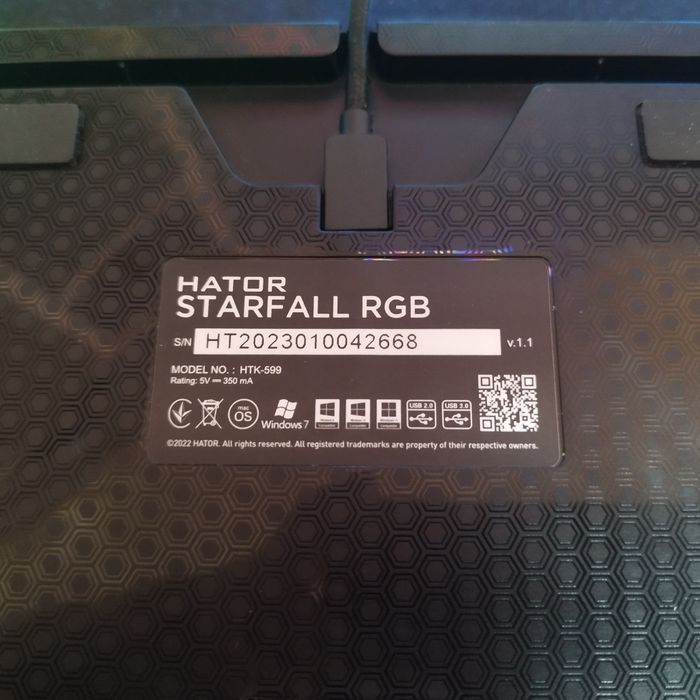 HATOR
STARFALL RGB
S/N HT2023010042668 v.1.1
MODEL NO. : HTK-599
Rating: 5V⎓350 mA
mac OS Windows 7 USB 2.0 USB 3.0
©2022 HATOR. All rights reserved. All registered trademarks are property of their respective owners.